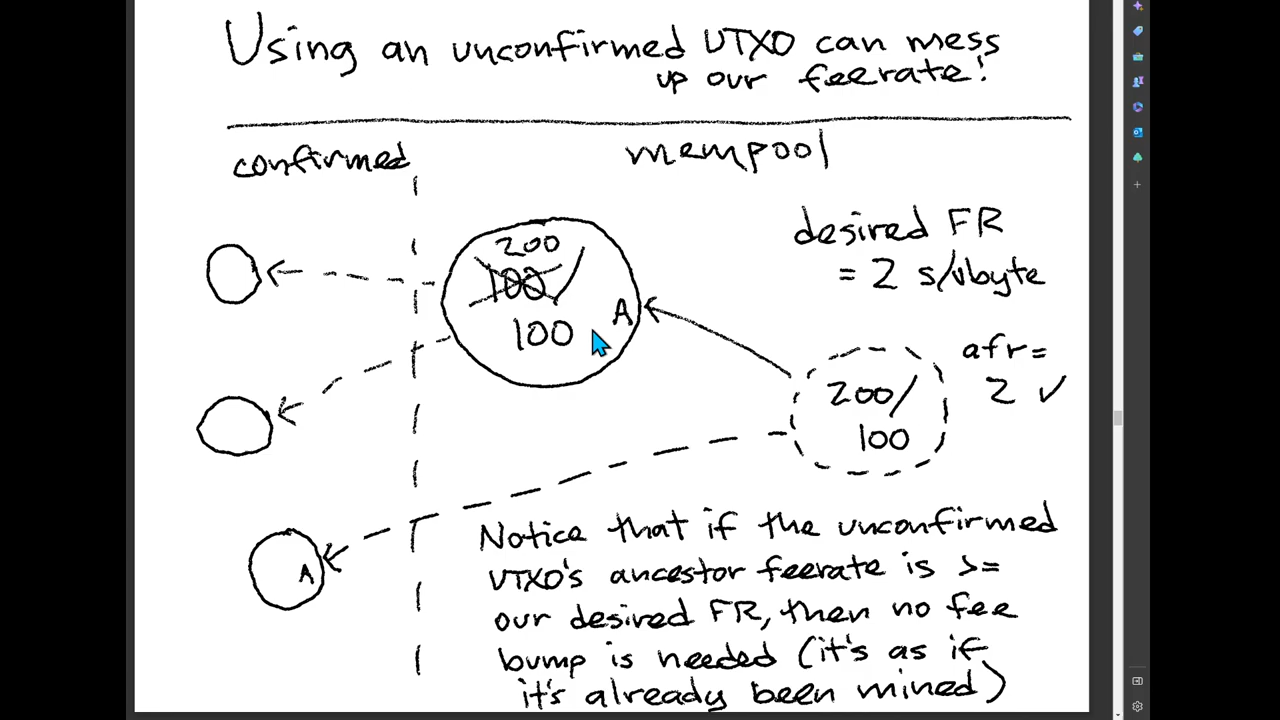 Using an unconfirmed UTXO can mess
up our feerate!
confirmed
mempool
desired FR
= 2 s/vbyte
200
100/
100
A
afr=
2 ✓
200/
100
A
Notice that if the unconfirmed
UTXO's ancestor feerate is >=
our desired FR, then no fee
bump is needed (it's as if
it's already been mined)